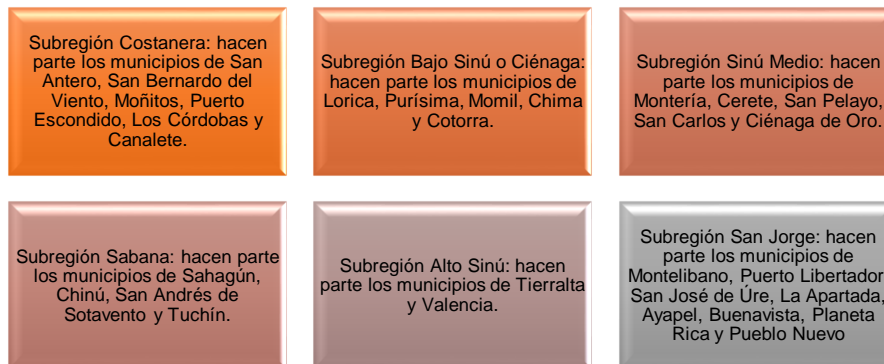 Subregión Costanera: hacen
parte los municipios de San
Antero, San Bernardo del
Viento, Moñitos, Puerto
Escondido, Los Córdobas y
Canalete.
Subregión Bajo Sinú o Ciénaga:
hacen parte los municipios de
Lorica, Purísima, Momil, Chima
y Cotorra.
Subregión Sinú Medio: hacen
parte los municipios de
Montería, Cerete, San Pelayo,
San Carlos y Ciénaga de Oro.
Subregión Sabana: hacen parte
los municipios de Sahagún,
Chinú, San Andrés de
Sotavento y Tuchín.
Subregión Alto Sinú: hacen
parte los municipios de Tierralta
y Valencia.
Subregión San Jorge: hacen
parte los municipios de
Montelibano, Puerto Libertador
San José de Úre, La Apartada,
Ayapel, Buenavista, Planeta
Rica y Pueblo Nuevo